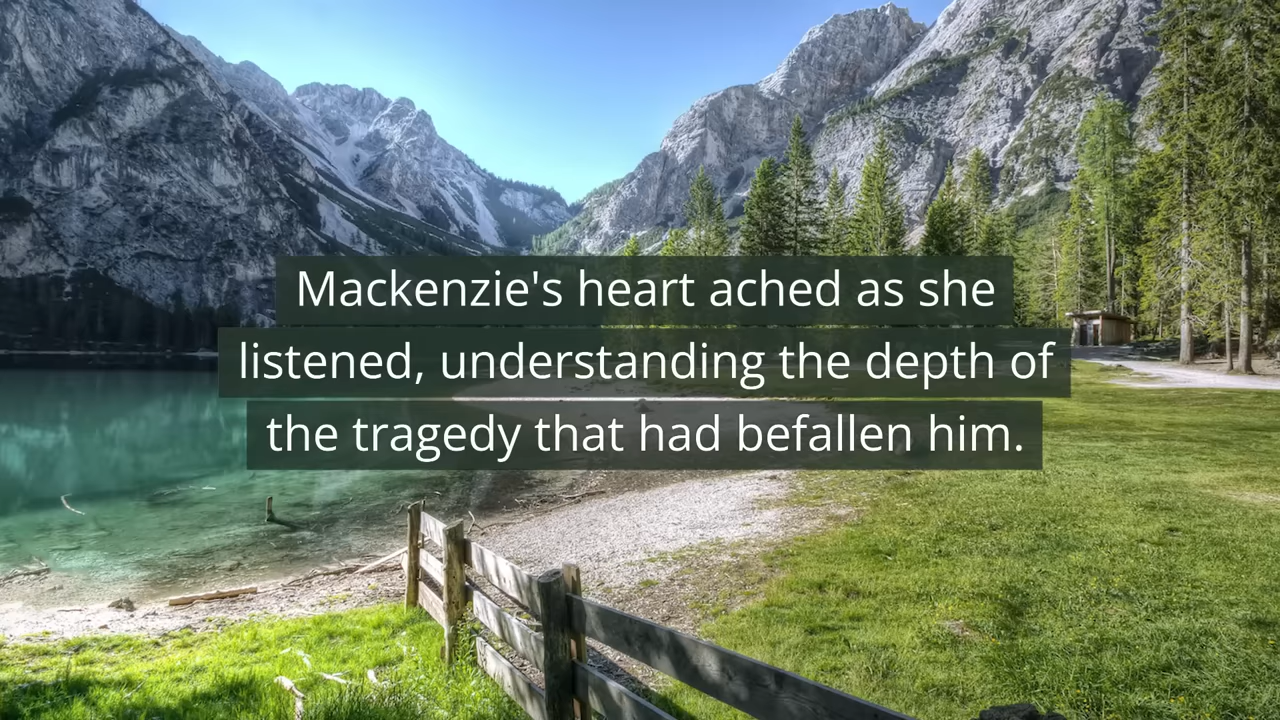 Mackenzie's heart ached as she
listened, understanding the depth of
the tragedy that had befallen him.